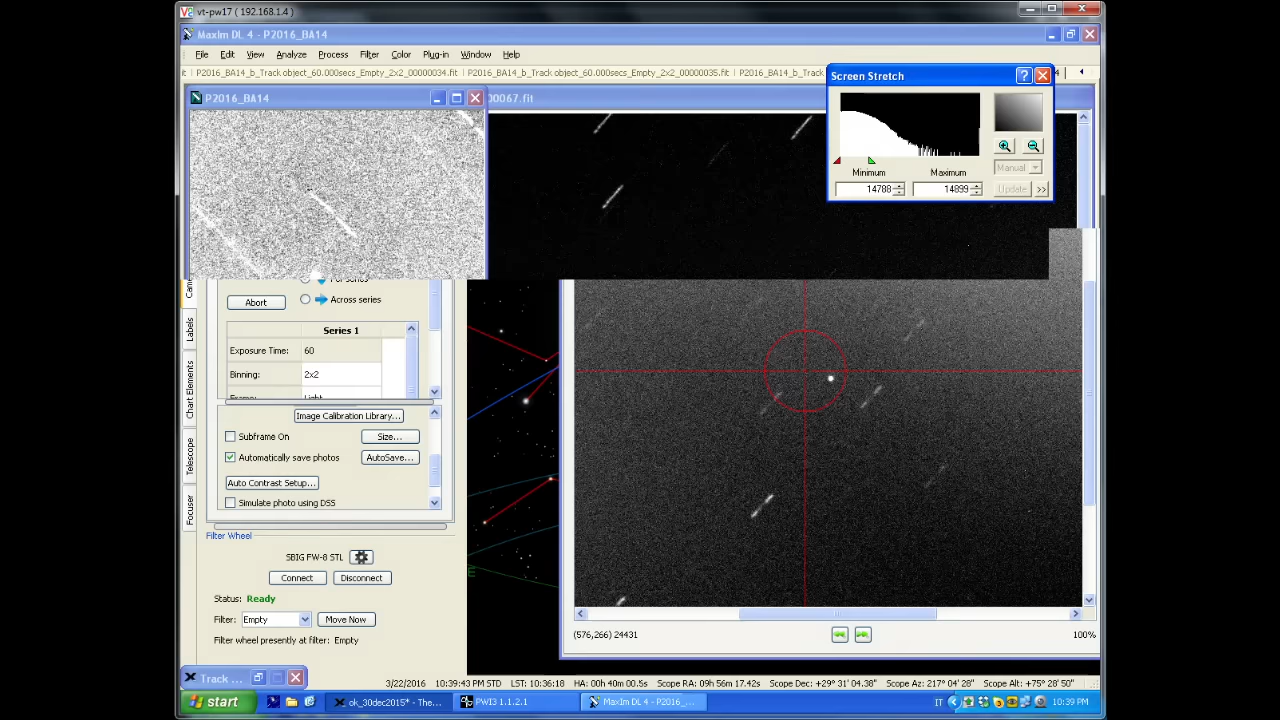 vt-pw17 ( 192.168.1.4 )
MaxIm DL 4 - P2016_BA14
File Edit View Analyze Process Filter Color Plug-in Window Help
P2016_BA14_b_Track object_60.000secs_Empty_2x2_00000034.fit P2016_BA14_b_Track object_60.000secs_Empty_2x2_00000035.fit P2016_BA14_b_Track
Screen Stretch
P2016_BA14
00067.fit
Manual
Minimum Maximum
14788 14899 Update >>
Abort
Across series
Series 1
Exposure Time: 60
Binning: 2x2
Labels
Chart Elements
Telescope
Focuser
Image Calibration Library...
Subframe On Size...
Automatically save photos AutoSave...
Auto Contrast Setup...
Simulate photo using DSS
Filter Wheel
SBIG FW-8 STL
Connect Disconnect
Status: Ready
Filter: Empty Move Now
Filter wheel presently at filter: Empty
(576,266) 24431 100%
Track ...
3/22/2016 10:39:43 PM STD LST: 10:36:18 HA: 00h 40m 00.5s Scope RA: 09h 56m 17.42s Scope Dec: +29° 31' 04.38" Scope Az: 217° 04' 28" Scope Alt: +75° 28' 50"
start ok_30dec2015* - The... PWI3 1.1.2.1 MaxIm DL 4 - P2016_... IT 10:39 PM